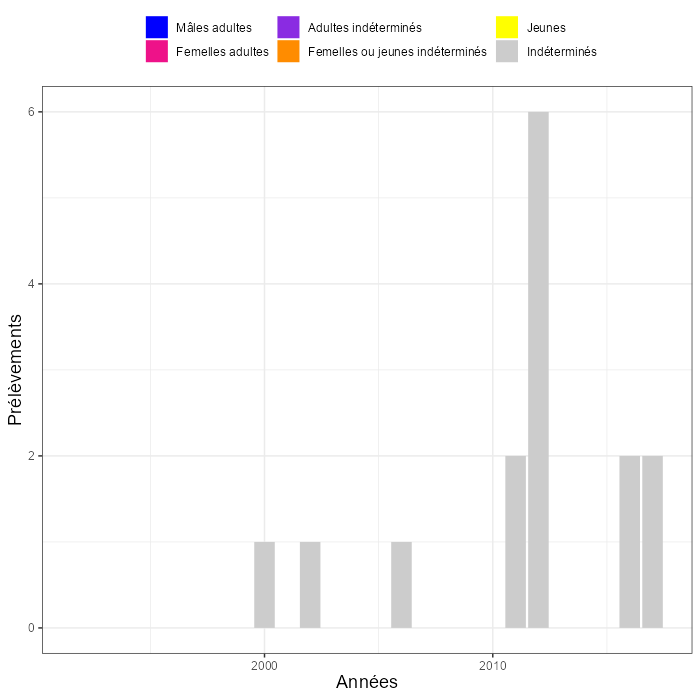 Mâles adultes
Adultes indéterminés
Jeunes
Femelles adultes
Femelles ou jeunes indéterminés
Indéterminés
6
4
2
0
Prélèvements
2000
2010
Années